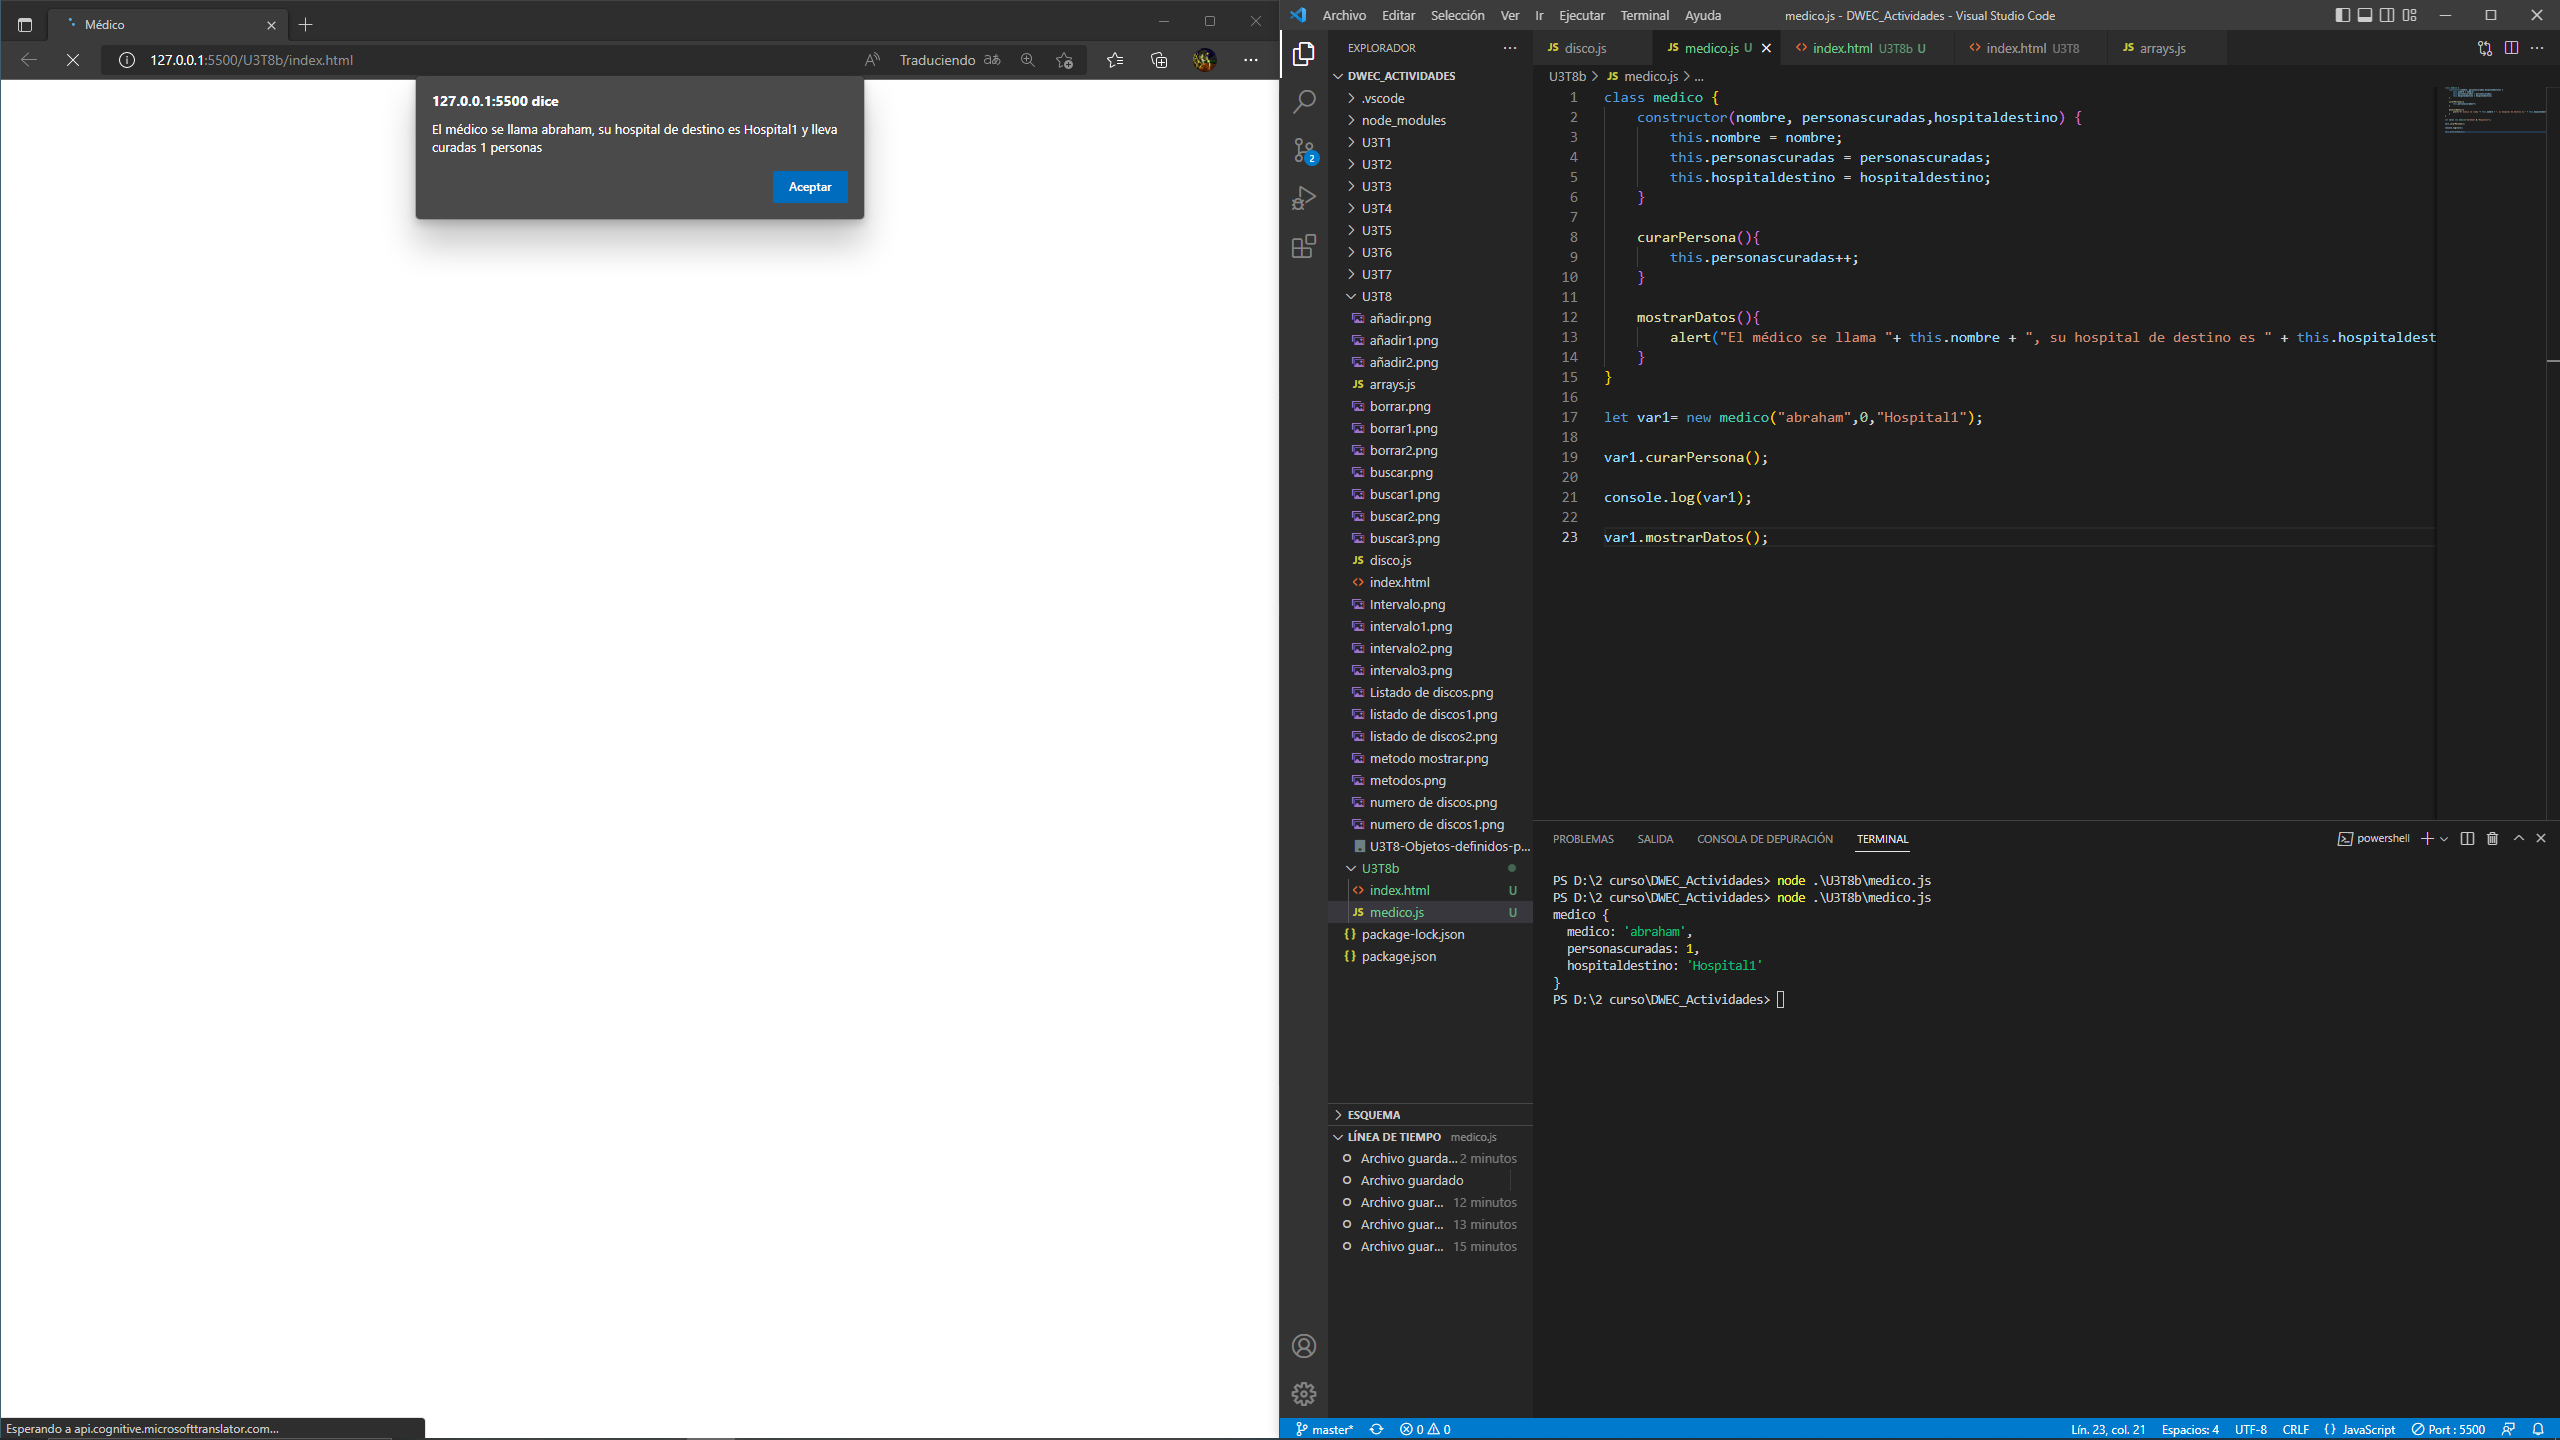 Médico
127.0.0.1:5500/U3T8b/index.html
Traduciendo
127.0.0.1:5500 dice
El médico se llama abraham, su hospital de destino es Hospital1 y lleva
curadas 1 personas
Aceptar
Esperando a api.cognitive.microsofttranslator.com...
Archivo Editar Selección Ver Ir Ejecutar Terminal Ayuda
medico.js - DWEC_Actividades - Visual Studio Code
EXPLORADOR
DWEC_ACTIVIDADES
.vscode
node_modules
U3T1
U3T2
U3T3
U3T4
U3T5
U3T6
U3T7
U3T8
añadir.png
añadir1.png
añadir2.png
JS arrays.js
borrar.png
borrar1.png
borrar2.png
buscar.png
buscar1.png
buscar2.png
buscar3.png
JS disco.js
index.html
Intervalo.png
intervalo1.png
intervalo2.png
intervalo3.png
Listado de discos.png
listado de discos1.png
listado de discos2.png
metodo mostrar.png
metodos.png
numero de discos.png
numero de discos1.png
U3T8-Objetos-definidos-p...
U3T8b
index.html U
JS medico.js U
{} package-lock.json
{} package.json
ESQUEMA
LÍNEA DE TIEMPO medico.js
Archivo guarda... 2 minutos
Archivo guardado
Archivo guar... 12 minutos
Archivo guar... 13 minutos
Archivo guar... 15 minutos
JS disco.js
JS medico.js U
index.html U3T8b U
index.html U3T8
JS arrays.js
U3T8b > JS medico.js > ...
1 class medico {
2 constructor(nombre, personascuradas,hospitaldestino) {
3 this.nombre = nombre;
4 this.personascuradas = personascuradas;
5 this.hospitaldestino = hospitaldestino;
6 }
7
8 curarPersona(){
9 this.personascuradas++;
10 }
11
12 mostrarDatos(){
13 alert("El médico se llama "+ this.nombre + ", su hospital de destino es " + this.hospitaldest
14 }
15 }
16
17 let var1= new medico("abraham",0,"Hospital1");
18
19 var1.curarPersona();
20
21 console.log(var1);
22
23 var1.mostrarDatos();
PROBLEMAS SALIDA CONSOLA DE DEPURACIÓN TERMINAL
powershell
PS D:\2 curso\DWEC_Actividades> node .\U3T8b\medico.js
PS D:\2 curso\DWEC_Actividades> node .\U3T8b\medico.js
medico {
medico: 'abraham',
personascuradas: 1,
hospitaldestino: 'Hospital1'
}
PS D:\2 curso\DWEC_Actividades>
2
master* 0 0
Lín. 23, col. 21 Espacios: 4 UTF-8 CRLF {} JavaScript Port : 5500